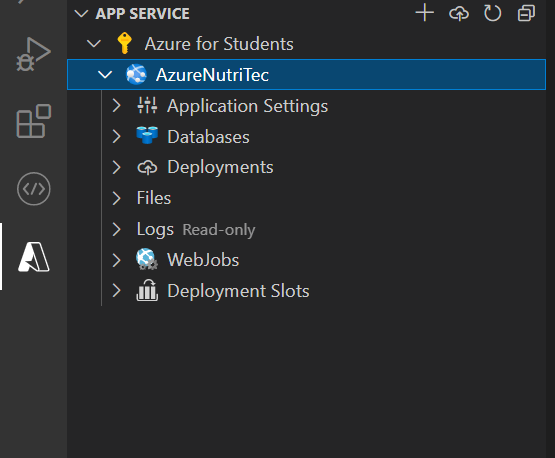 APP SERVICE
Azure for Students
AzureNutriTec
Application Settings
Databases
Deployments
Files
Logs Read-only
WebJobs
Deployment Slots